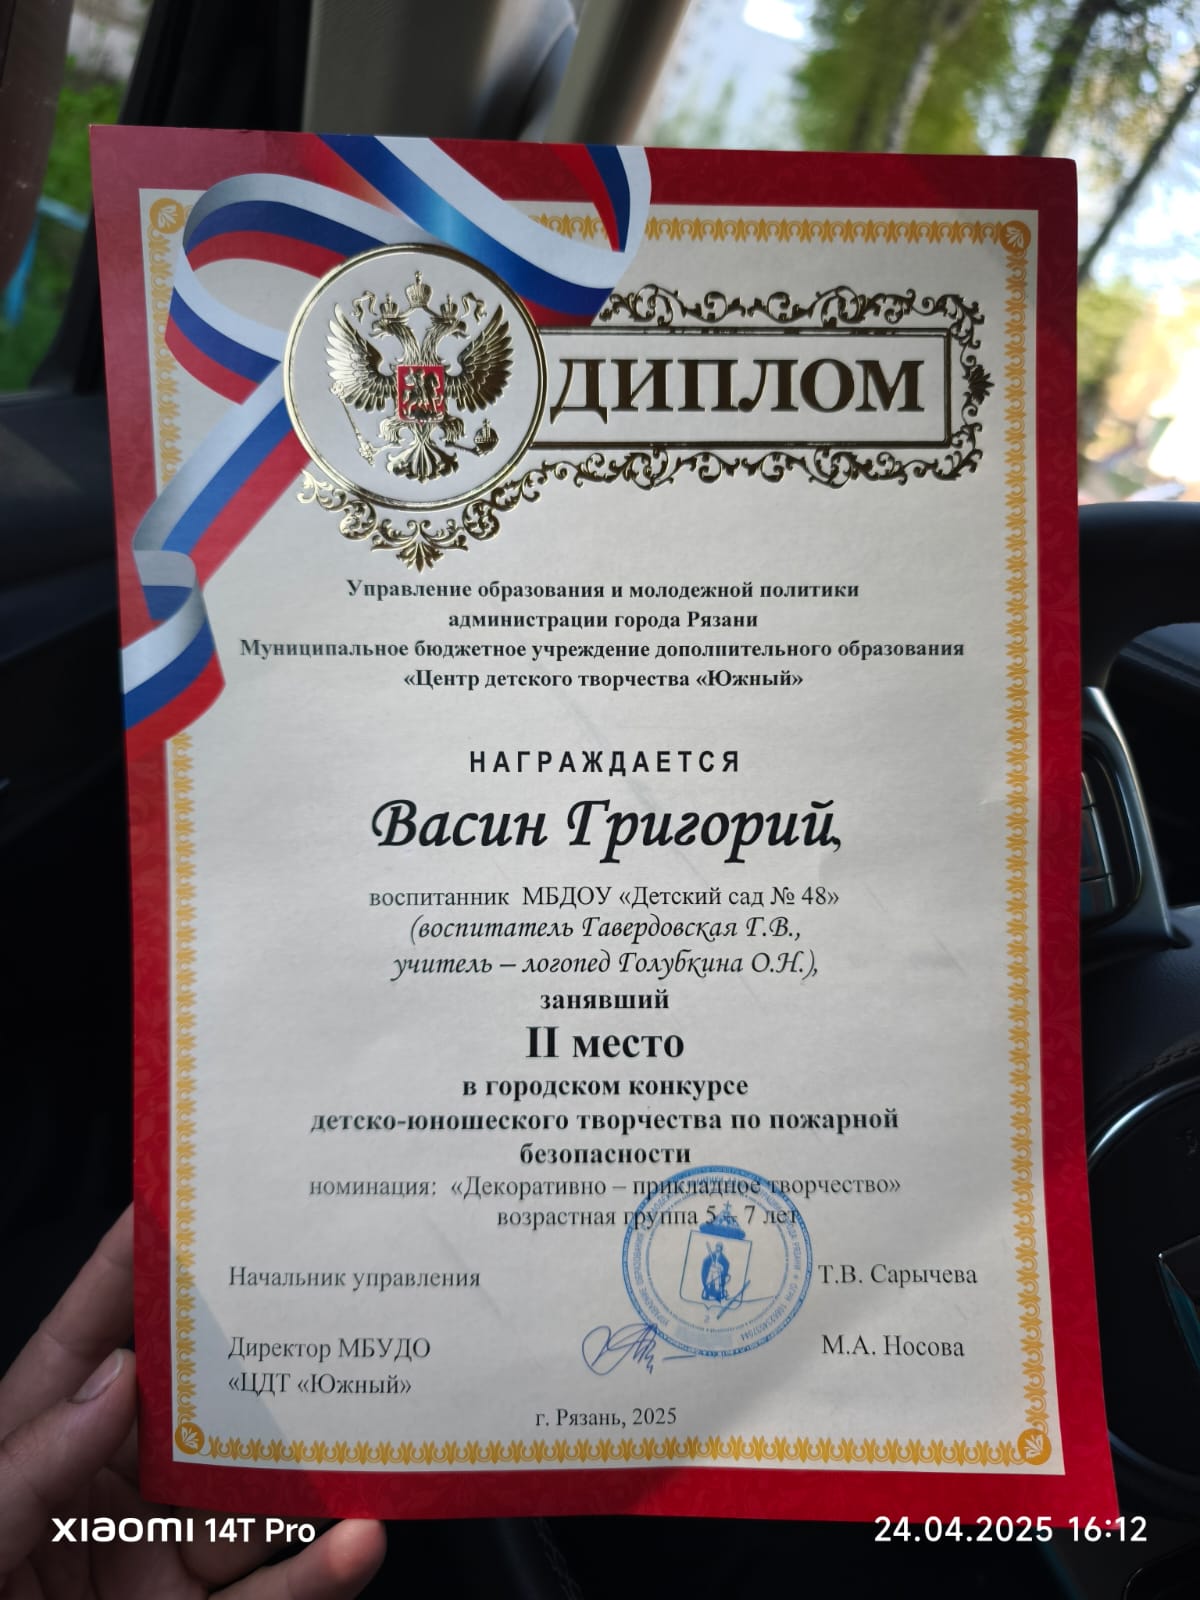 ДИПЛОМ
Управление образования и молодежной политики
администрации города Рязани
Муниципальное бюджетное учреждение дополнительного образования
«Центр детского творчества «Южный»
НАГРАЖДАЕТСЯ
Васин Григорий,
воспитанник МБДОУ «Детский сад № 48»
(воспитатель Гавердовская Г.В.,
учитель – логопед Голубкина О.Н.),
занявший
II место
в городском конкурсе
детско-юношеского творчества по пожарной
безопасности
номинация: «Декоративно – прикладное творчество»
возрастная группа 5 – 7 лет
Начальник управления Т.В. Сарычева
Директор МБУДО М.А. Носова
«ЦДТ «Южный»
г. Рязань, 2025
XIAOMI 14T Pro
24.04.2025 16:12